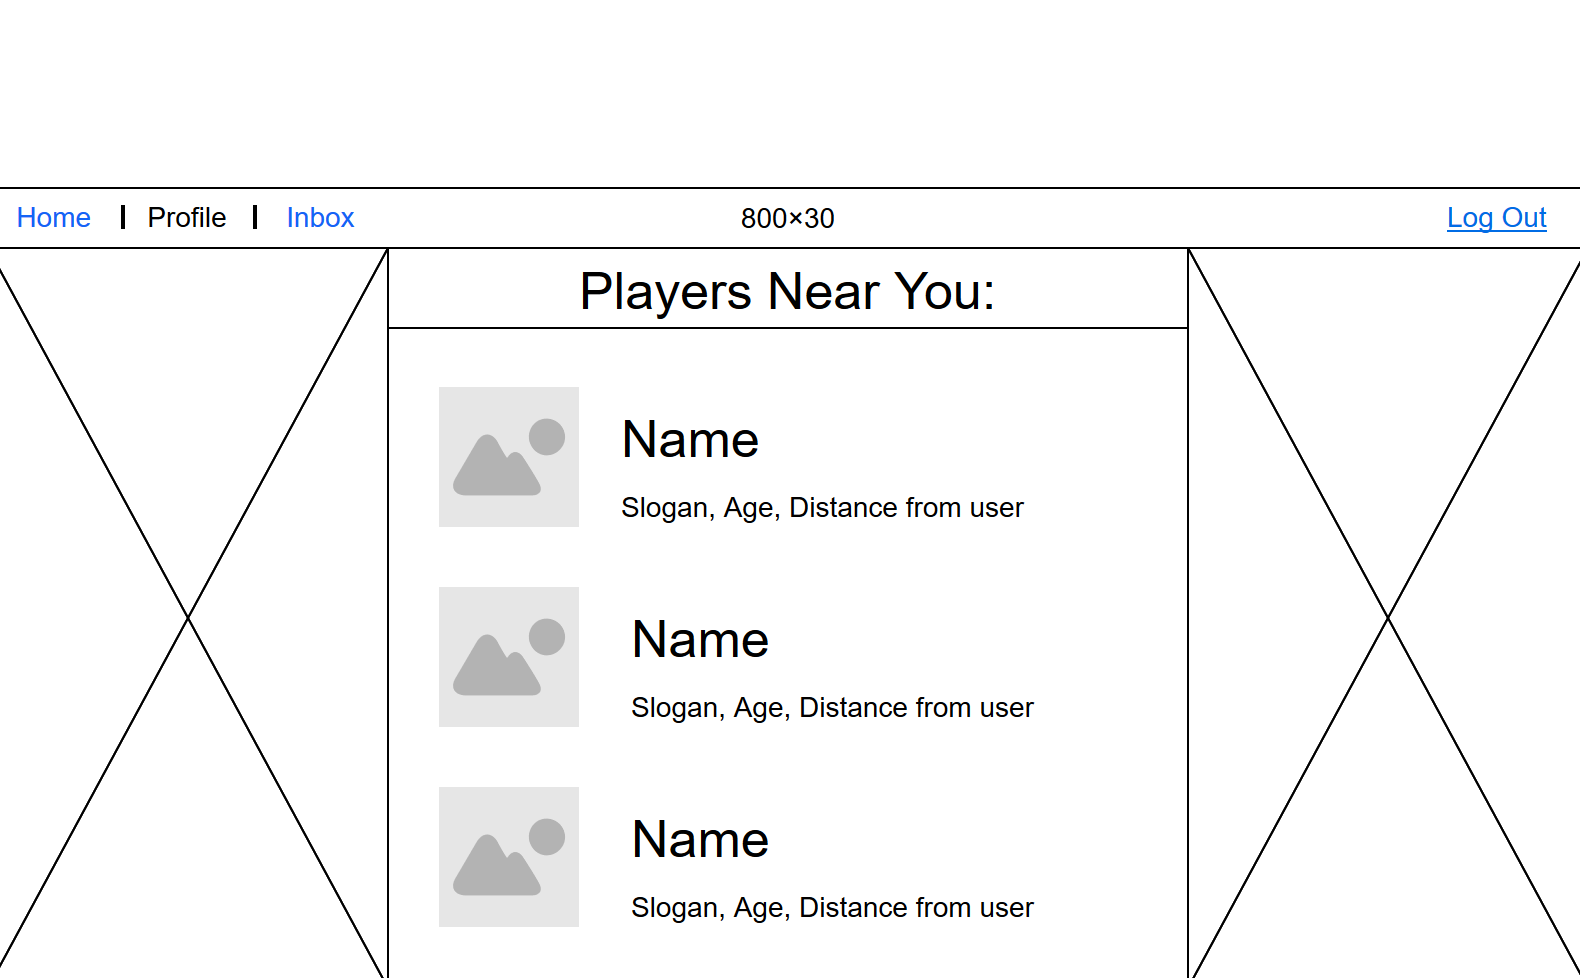 Home | Profile | Inbox 800×30 Log Out
Players Near You:
Name
Slogan, Age, Distance from user
Name
Slogan, Age, Distance from user
Name
Slogan, Age, Distance from user